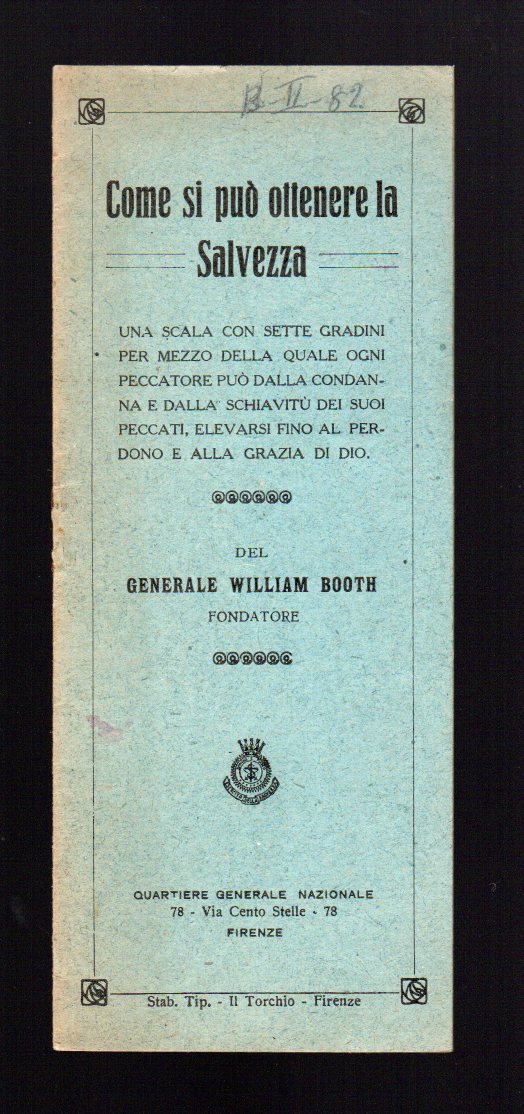 B-II-82.
Come si può ottenere la
Salvezza
UNA SCALA CON SETTE GRADINI
PER MEZZO DELLA QUALE OGNI
PECCATORE PUÒ DALLA CONDAN-
NA E DALLA SCHIAVITÙ DEI SUOI
PECCATI, ELEVARSI FINO AL PER-
DONO E ALLA GRAZIA DI DIO.
DEL
GENERALE WILLIAM BOOTH
FONDATORE
QUARTIERE GENERALE NAZIONALE
78 - Via Cento Stelle - 78
FIRENZE
Stab. Tip. - Il Torchio - Firenze